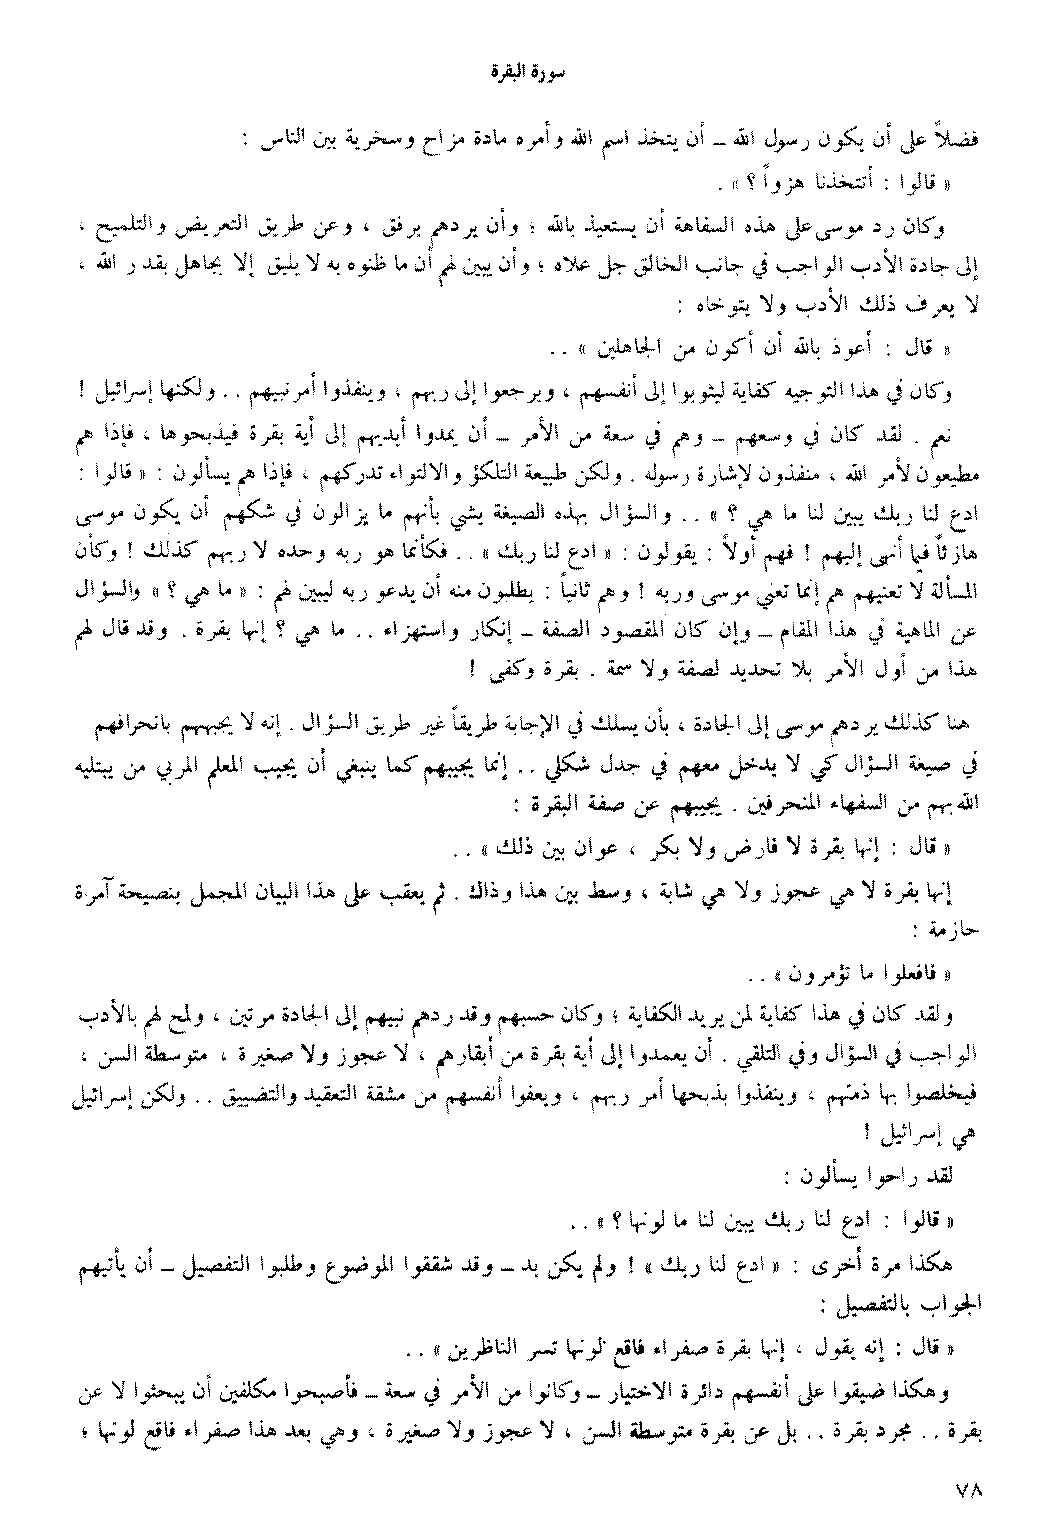 سورة البقرة
فضلاً على أن يكون رسول الله – أن يتخذ اسم الله وأمره مادة مزاح وسخرية بين الناس :
« قالوا : أتتخذنا هزواً ؟ » .
وكان رد موسى على هذه السفاهة أن يستعيذ بالله ؛ وأن يردهم برفق ، وعن طريق التعريض والتلميح ،
إلى جادة الأدب الواجب في جانب الخالق جل علاه ؛ وأن يبين لهم أن ما ظنوه به لا يليق إلا بجاهل بقدر الله ،
لا يعرف ذلك الأدب ولا يتوخاه :
« قال : أعوذ بالله أن أكون من الجاهلين » . .
وكان في هذا التوجيه كفاية ليثوبوا إلى أنفسهم ، ويرجعوا إلى ربهم ، وينفذوا أمر نبيهم . . ولكنها إسرائيل !
نعم . لقد كان في وسعهم – وهم في سعة من الأمر – أن يمدوا أيديهم إلى أية بقرة فيذبحوها ، فإذا هم
مطيعون لأمر الله ، منفذون لإشارة رسوله . ولكن طبيعة التلكؤ والالتواء تدركهم ، فإذا هم يسألون : « قالوا :
ادع لنا ربك يبين لنا ما هي ؟ » . . والسؤال بهذه الصيغة يشي بأنهم ما يزالون في شكهم أن يكون موسى
هازئاً فيما أنهى إليهم ! فهم أولاً : يقولون : « ادع لنا ربك » . . فكأنما هو ربه وحده لا ربهم كذلك ! وكأن
المسألة لا تعنيهم هم إنما تعني موسى وربه ! وهم ثانياً : يطلبون منه أن يدعو ربه ليبين لهم : « ما هي ؟ » والسؤال
عن الماهية في هذا المقام – وإن كان المقصود الصفة – إنكار واستهزاء . . ما هي ؟ إنها بقرة . وقد قال لهم
هذا من أول الأمر بلا تحديد لصفة ولا سمة . بقرة وكفى !
هنا كذلك يردهم موسى إلى الجادة ، بأن يسلك في الإجابة طريقاً غير طريق السؤال . إنه لا يجبههم بانحرافهم
في صيغة السؤال كي لا يدخل معهم في جدل شكلي . . إنما يجيبهم كما ينبغي أن يجيب المعلم المربي من يبتليه
الله بهم من السفهاء المنحرفين . يجيبهم عن صفة البقرة :
« قال : إنها بقرة لا فارض ولا بكر ، عوان بين ذلك » . .
إنها بقرة لا هي عجوز ولا هي شابة ، وسط بين هذا وذاك . ثم يعقب على هذا البيان المجمل بنصيحة آمرة
حازمة :
« فافعلوا ما تؤمرون » . .
ولقد كان في هذا كفاية لمن يريد الكفاية ؛ وكان حسبهم وقد ردهم نبيهم إلى الجادة مرتين ، ولمح لهم بالأدب
الواجب في السؤال وفي التلقي . أن يعمدوا إلى أية بقرة من أبقارهم ، لا عجوز ولا صغيرة ، متوسطة السن ،
فيخلصوا بها ذمتهم ، وينفذوا بذبحها أمر ربهم ، ويعفوا أنفسهم من مشقة التعقيد والتضييق . . ولكن إسرائيل
هي إسرائيل !
لقد راحوا يسألون :
« قالوا : ادع لنا ربك يبين لنا ما لونها ؟ » . .
هكذا مرة أخرى : « ادع لنا ربك » ! ولم يكن بد – وقد شققوا الموضوع وطلبوا التفصيل – أن يأتيهم
الجواب بالتفصيل :
« قال : إنه يقول ، إنها بقرة صفراء فاقع لونها تسر الناظرين » . .
وهكذا ضيقوا على أنفسهم دائرة الاختيار – وكانوا من الأمر في سعة – فأصبحوا مكلفين أن يبحثوا لا عن
بقرة . . مجرد بقرة . . بل عن بقرة متوسطة السن ، لا عجوز ولا صغيرة ، وهي بعد هذا صفراء فاقع لونها ؛
٧٨